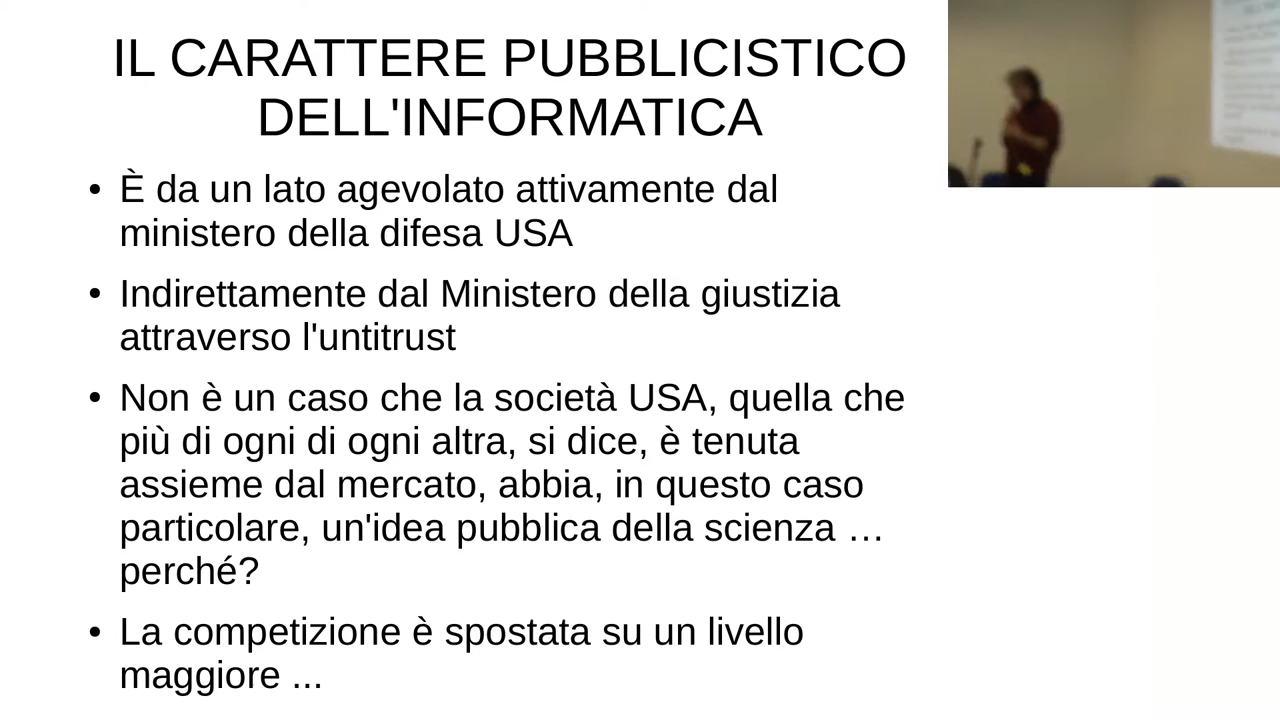 IL CARATTERE PUBBLICISTICO
DELL'INFORMATICA
• È da un lato agevolato attivamente dal
ministero della difesa USA
• Indirettamente dal Ministero della giustizia
attraverso l'untitrust
• Non è un caso che la società USA, quella che
più di ogni di ogni altra, si dice, è tenuta
assieme dal mercato, abbia, in questo caso
particolare, un'idea pubblica della scienza …
perché?
• La competizione è spostata su un livello
maggiore ...